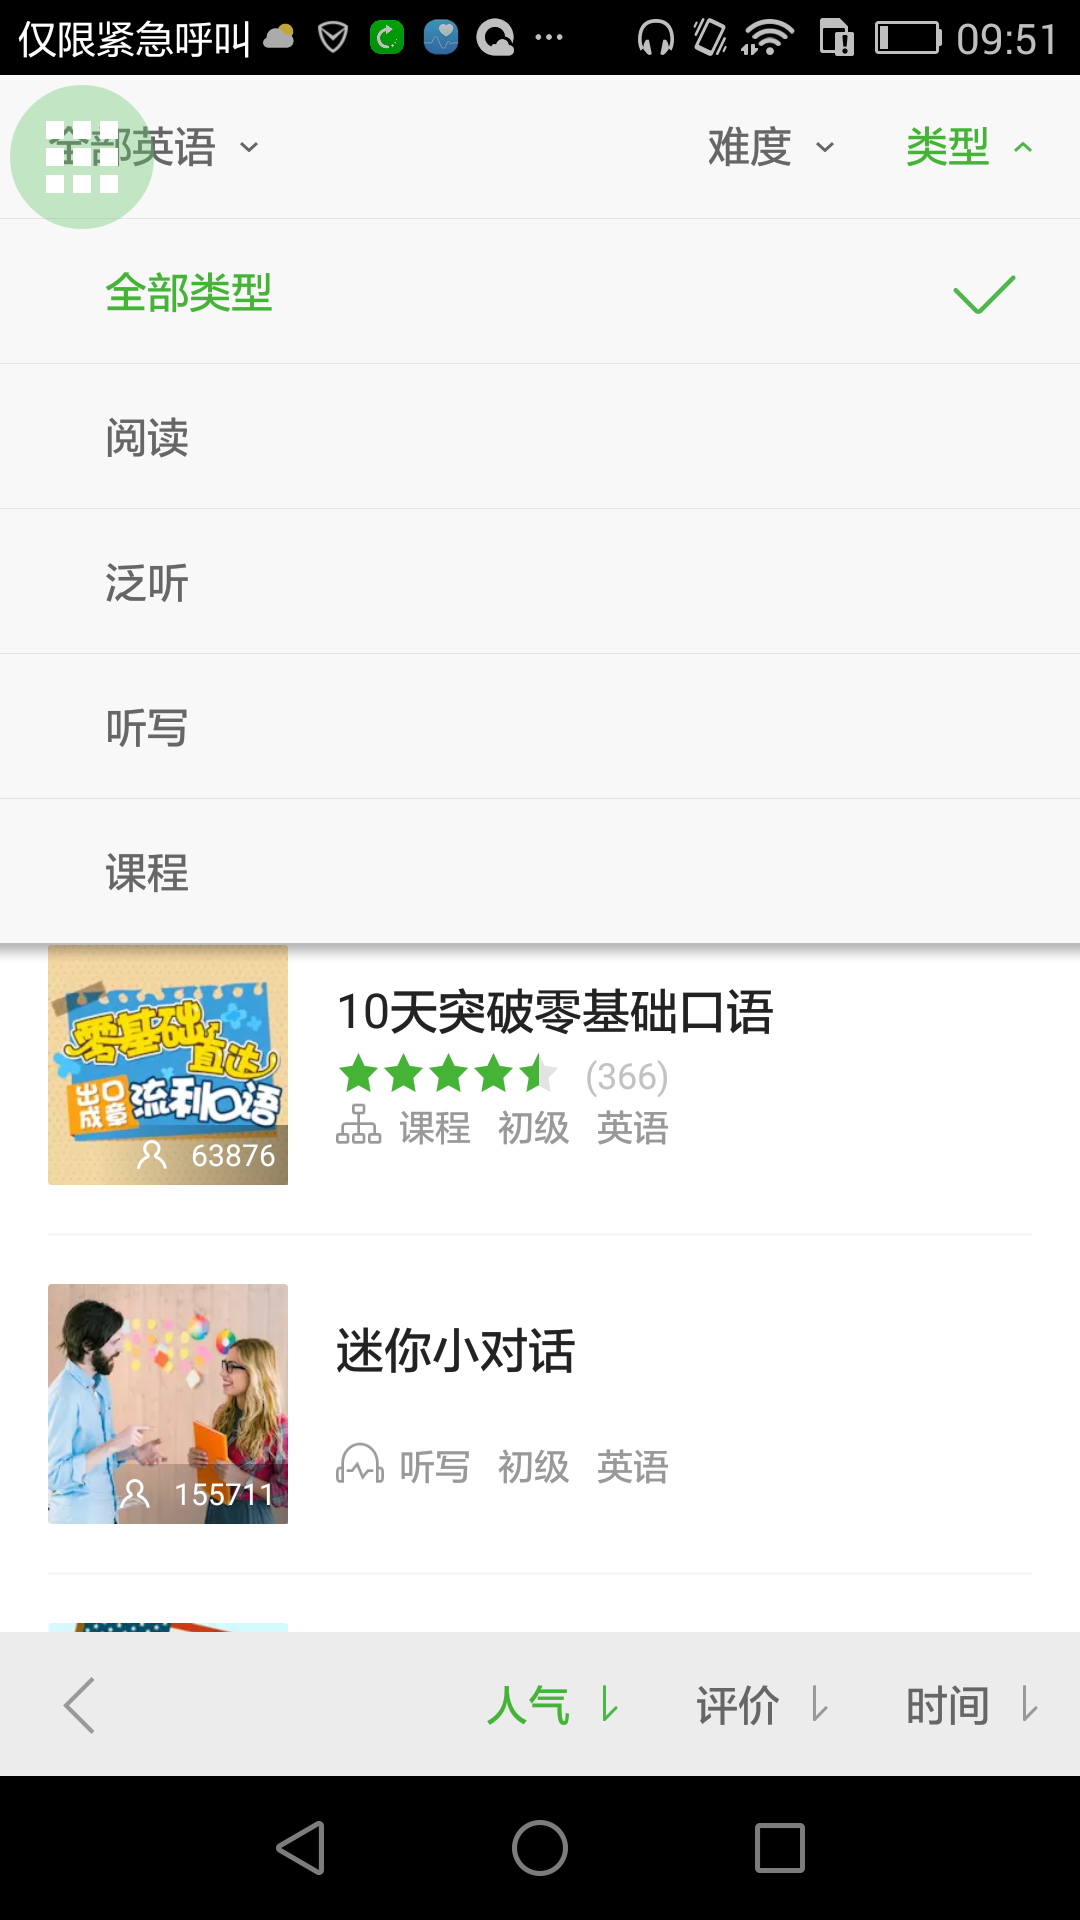 仅限紧急呼叫 09:51
全部英语 难度 类型
全部类型
阅读
泛听
听写
课程
零基础
直达
出口成章 流利口语
63876
10天突破零基础口语
(366)
课程 初级 英语
155711
迷你小对话
听写 初级 英语
人气 评价 时间